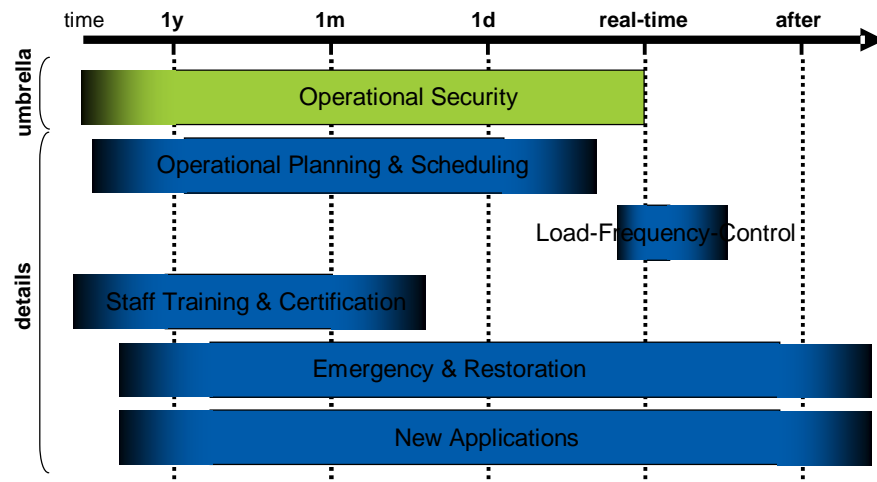 time 1y 1m 1d real-time after
umbrella
Operational Security
details
Operational Planning & Scheduling
Load-Frequency-Control
Staff Training & Certification
Emergency & Restoration
New Applications